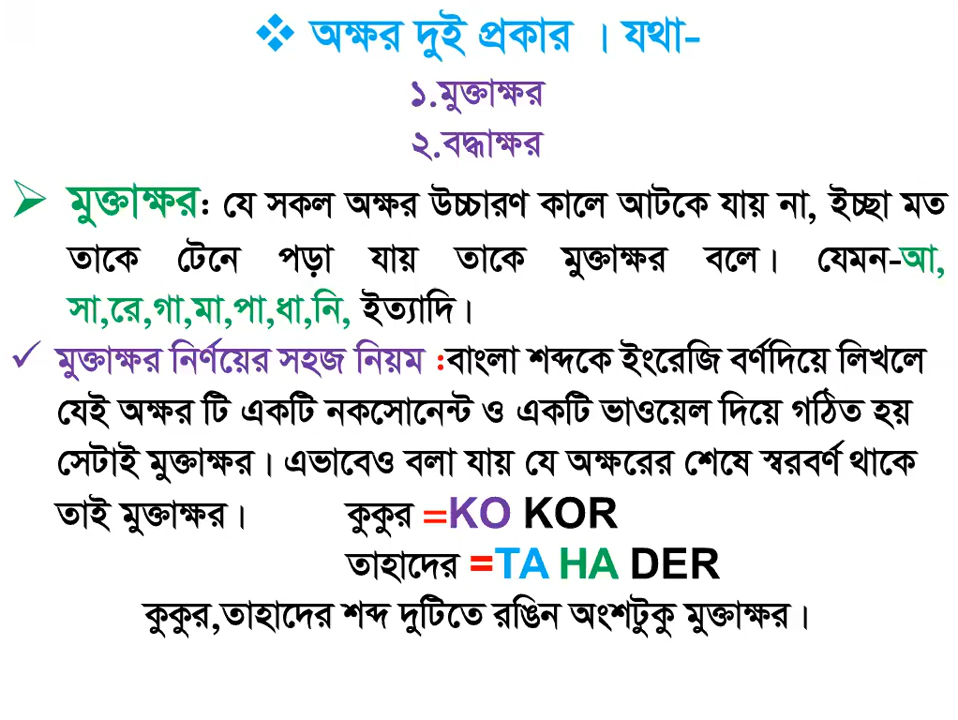 ❖ অক্ষর দুই প্রকার । যথা-
১.মুক্তাক্ষর
২.বদ্ধাক্ষর
➢ মুক্তাক্ষর: যে সকল অক্ষর উচ্চারণ কালে আটকে যায় না, ইচ্ছা মত
তাকে টেনে পড়া যায় তাকে মুক্তাক্ষর বলে। যেমন-আ,
সা,রে,গা,মা,পা,ধা,নি, ইত্যাদি।
✓ মুক্তাক্ষর নির্ণয়ের সহজ নিয়ম :বাংলা শব্দকে ইংরেজি বর্ণদিয়ে লিখলে
যেই অক্ষর টি একটি নকসোনেন্ট ও একটি ভাওয়েল দিয়ে গঠিত হয়
সেটাই মুক্তাক্ষর। এভাবেও বলা যায় যে অক্ষরের শেষে স্বরবর্ণ থাকে
তাই মুক্তাক্ষর। কুকুর =KO KOR
তাহাদের =TA HA DER
কুকুর,তাহাদের শব্দ দুটিতে রঙিন অংশটুকু মুক্তাক্ষর।